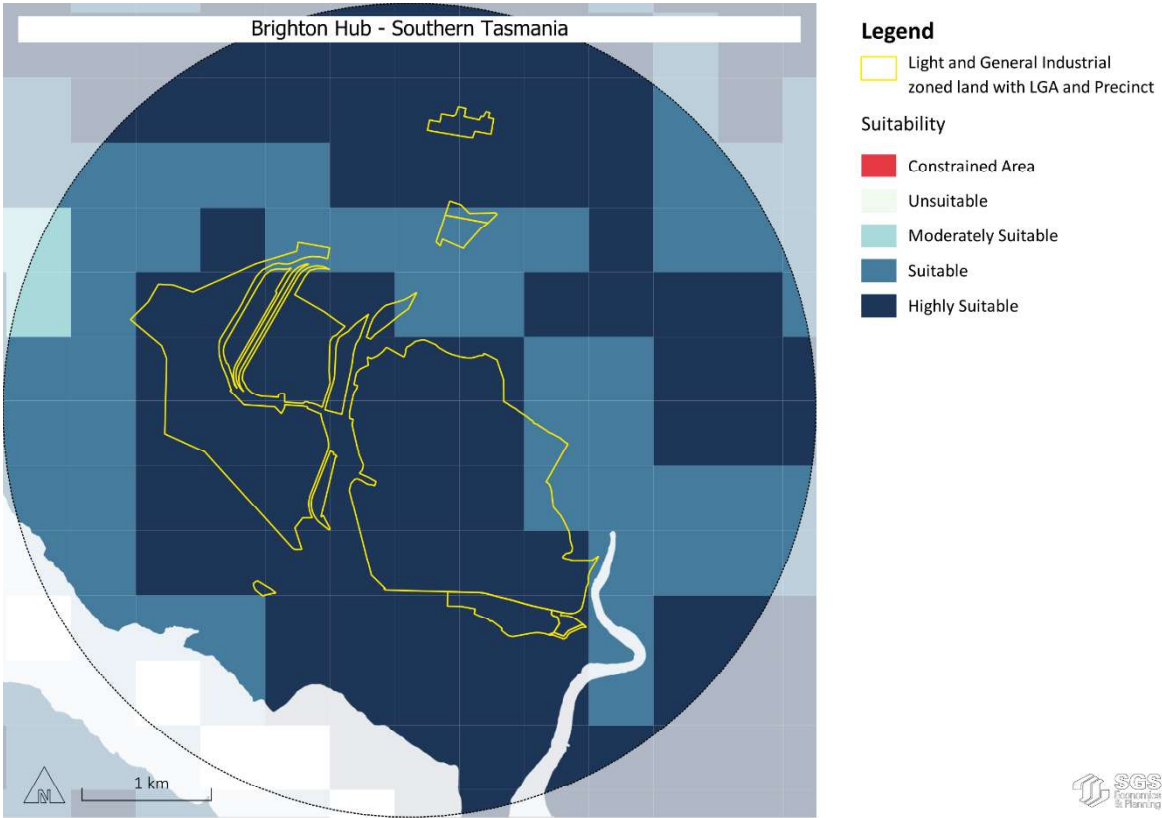 Brighton Hub - Southern Tasmania
Legend
Light and General Industrial
zoned land with LGA and Precinct
Suitability
Constrained Area
Unsuitable
Moderately Suitable
Suitable
Highly Suitable
N
1 km
SGS
Economics
& Planning